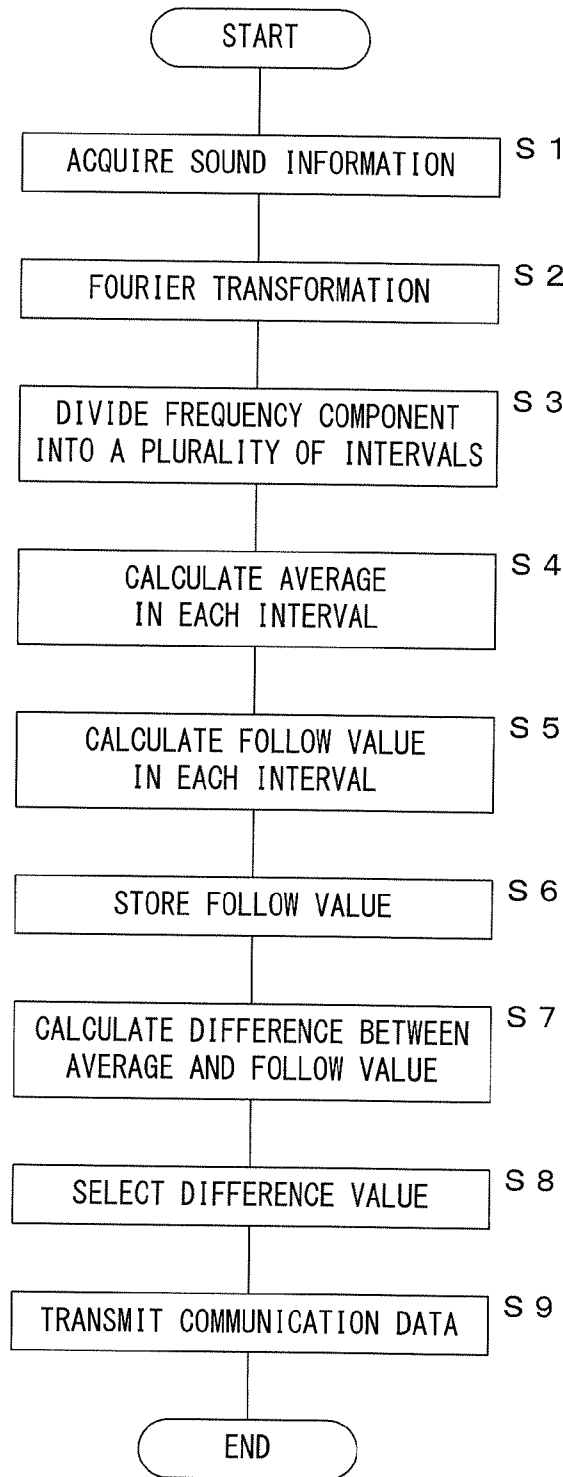 START
ACQUIRE SOUND INFORMATION
S 1
FOURIER TRANSFORMATION
S 2
DIVIDE FREQUENCY COMPONENT
INTO A PLURALITY OF INTERVALS
S 3
CALCULATE AVERAGE
IN EACH INTERVAL
S 4
CALCULATE FOLLOW VALUE
IN EACH INTERVAL
S 5
STORE FOLLOW VALUE
S 6
CALCULATE DIFFERENCE BETWEEN
AVERAGE AND FOLLOW VALUE
S 7
SELECT DIFFERENCE VALUE
S 8
TRANSMIT COMMUNICATION DATA
S 9
END